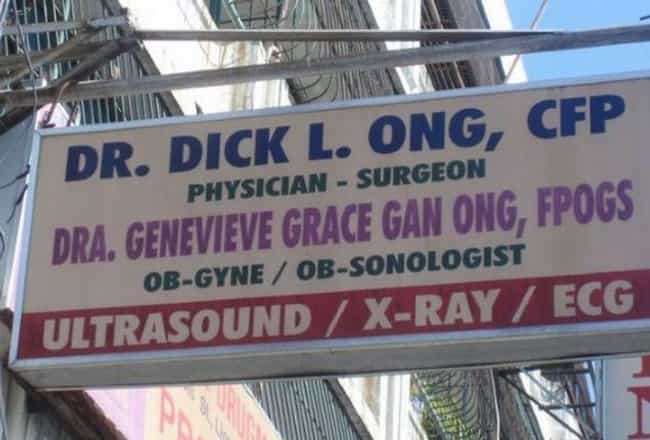 DR. DICK L. ONG, CFP
PHYSICIAN - SURGEON
DRA. GENEVIEVE GRACE GAN ONG, FPOGS
OB-GYNE / OB-SONOLOGIST
ULTRASOUND / X-RAY / ECG